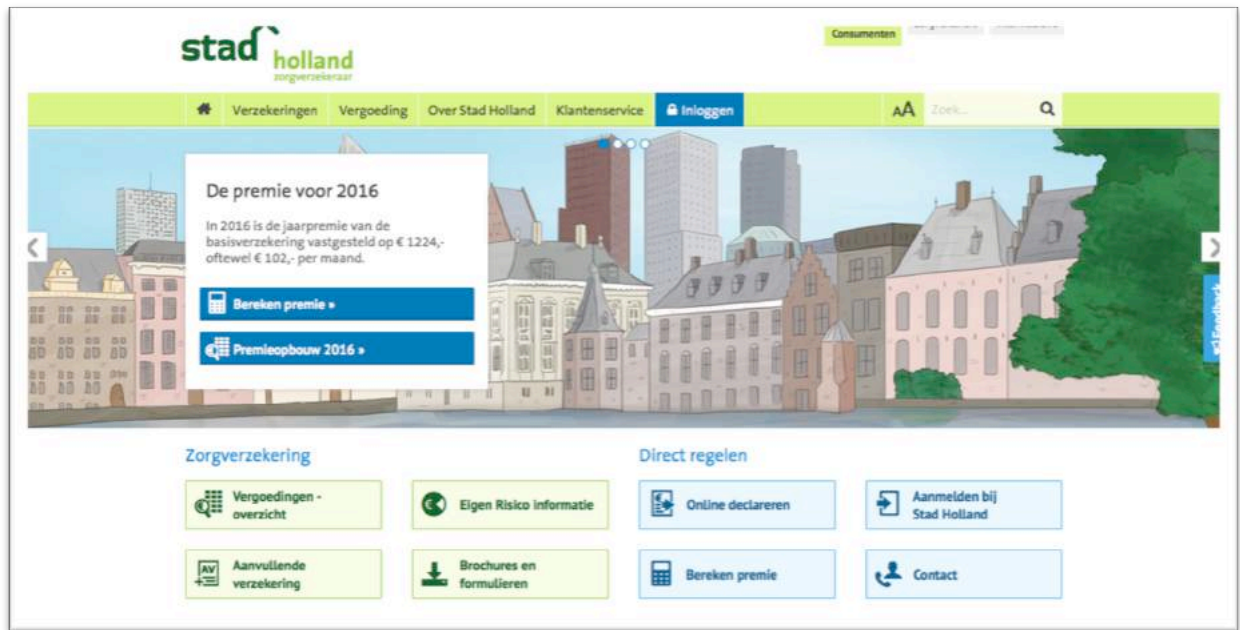 stad
holland
zorgverzekeraar
Consumenten
Verzekeringen Vergoeding Over Stad Holland Klantenservice Inloggen AA Zoek...
De premie voor 2016
In 2016 is de jaarpremie van de
basisverzekering vastgesteld op € 1224,-
oftewel € 102,- per maand.
Bereken premie »
Premieopbouw 2016 »
Feedback
Zorgverzekering
Direct regelen
Vergoedingen -
overzicht
Eigen Risico informatie
Online declareren
Aanmelden bij
Stad Holland
AV
Aanvullende
verzekering
Brochures en
formulieren
Bereken premie
Contact